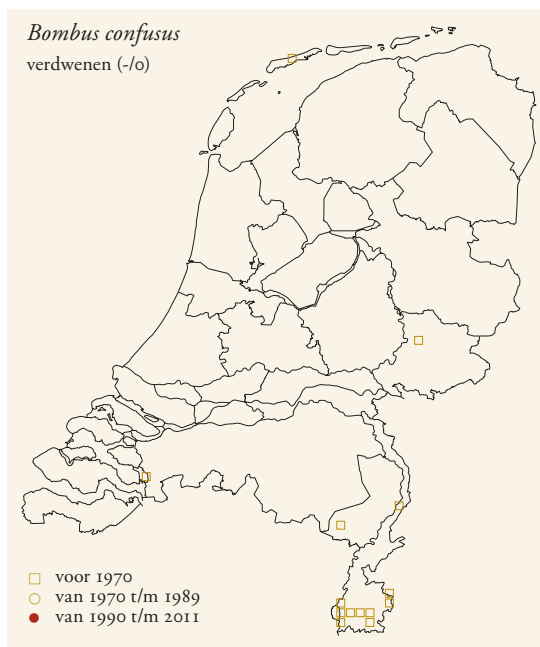 Bombus confusus
verdwenen (-/0)
voor 1970
van 1970 t/m 1989
van 1990 t/m 2011